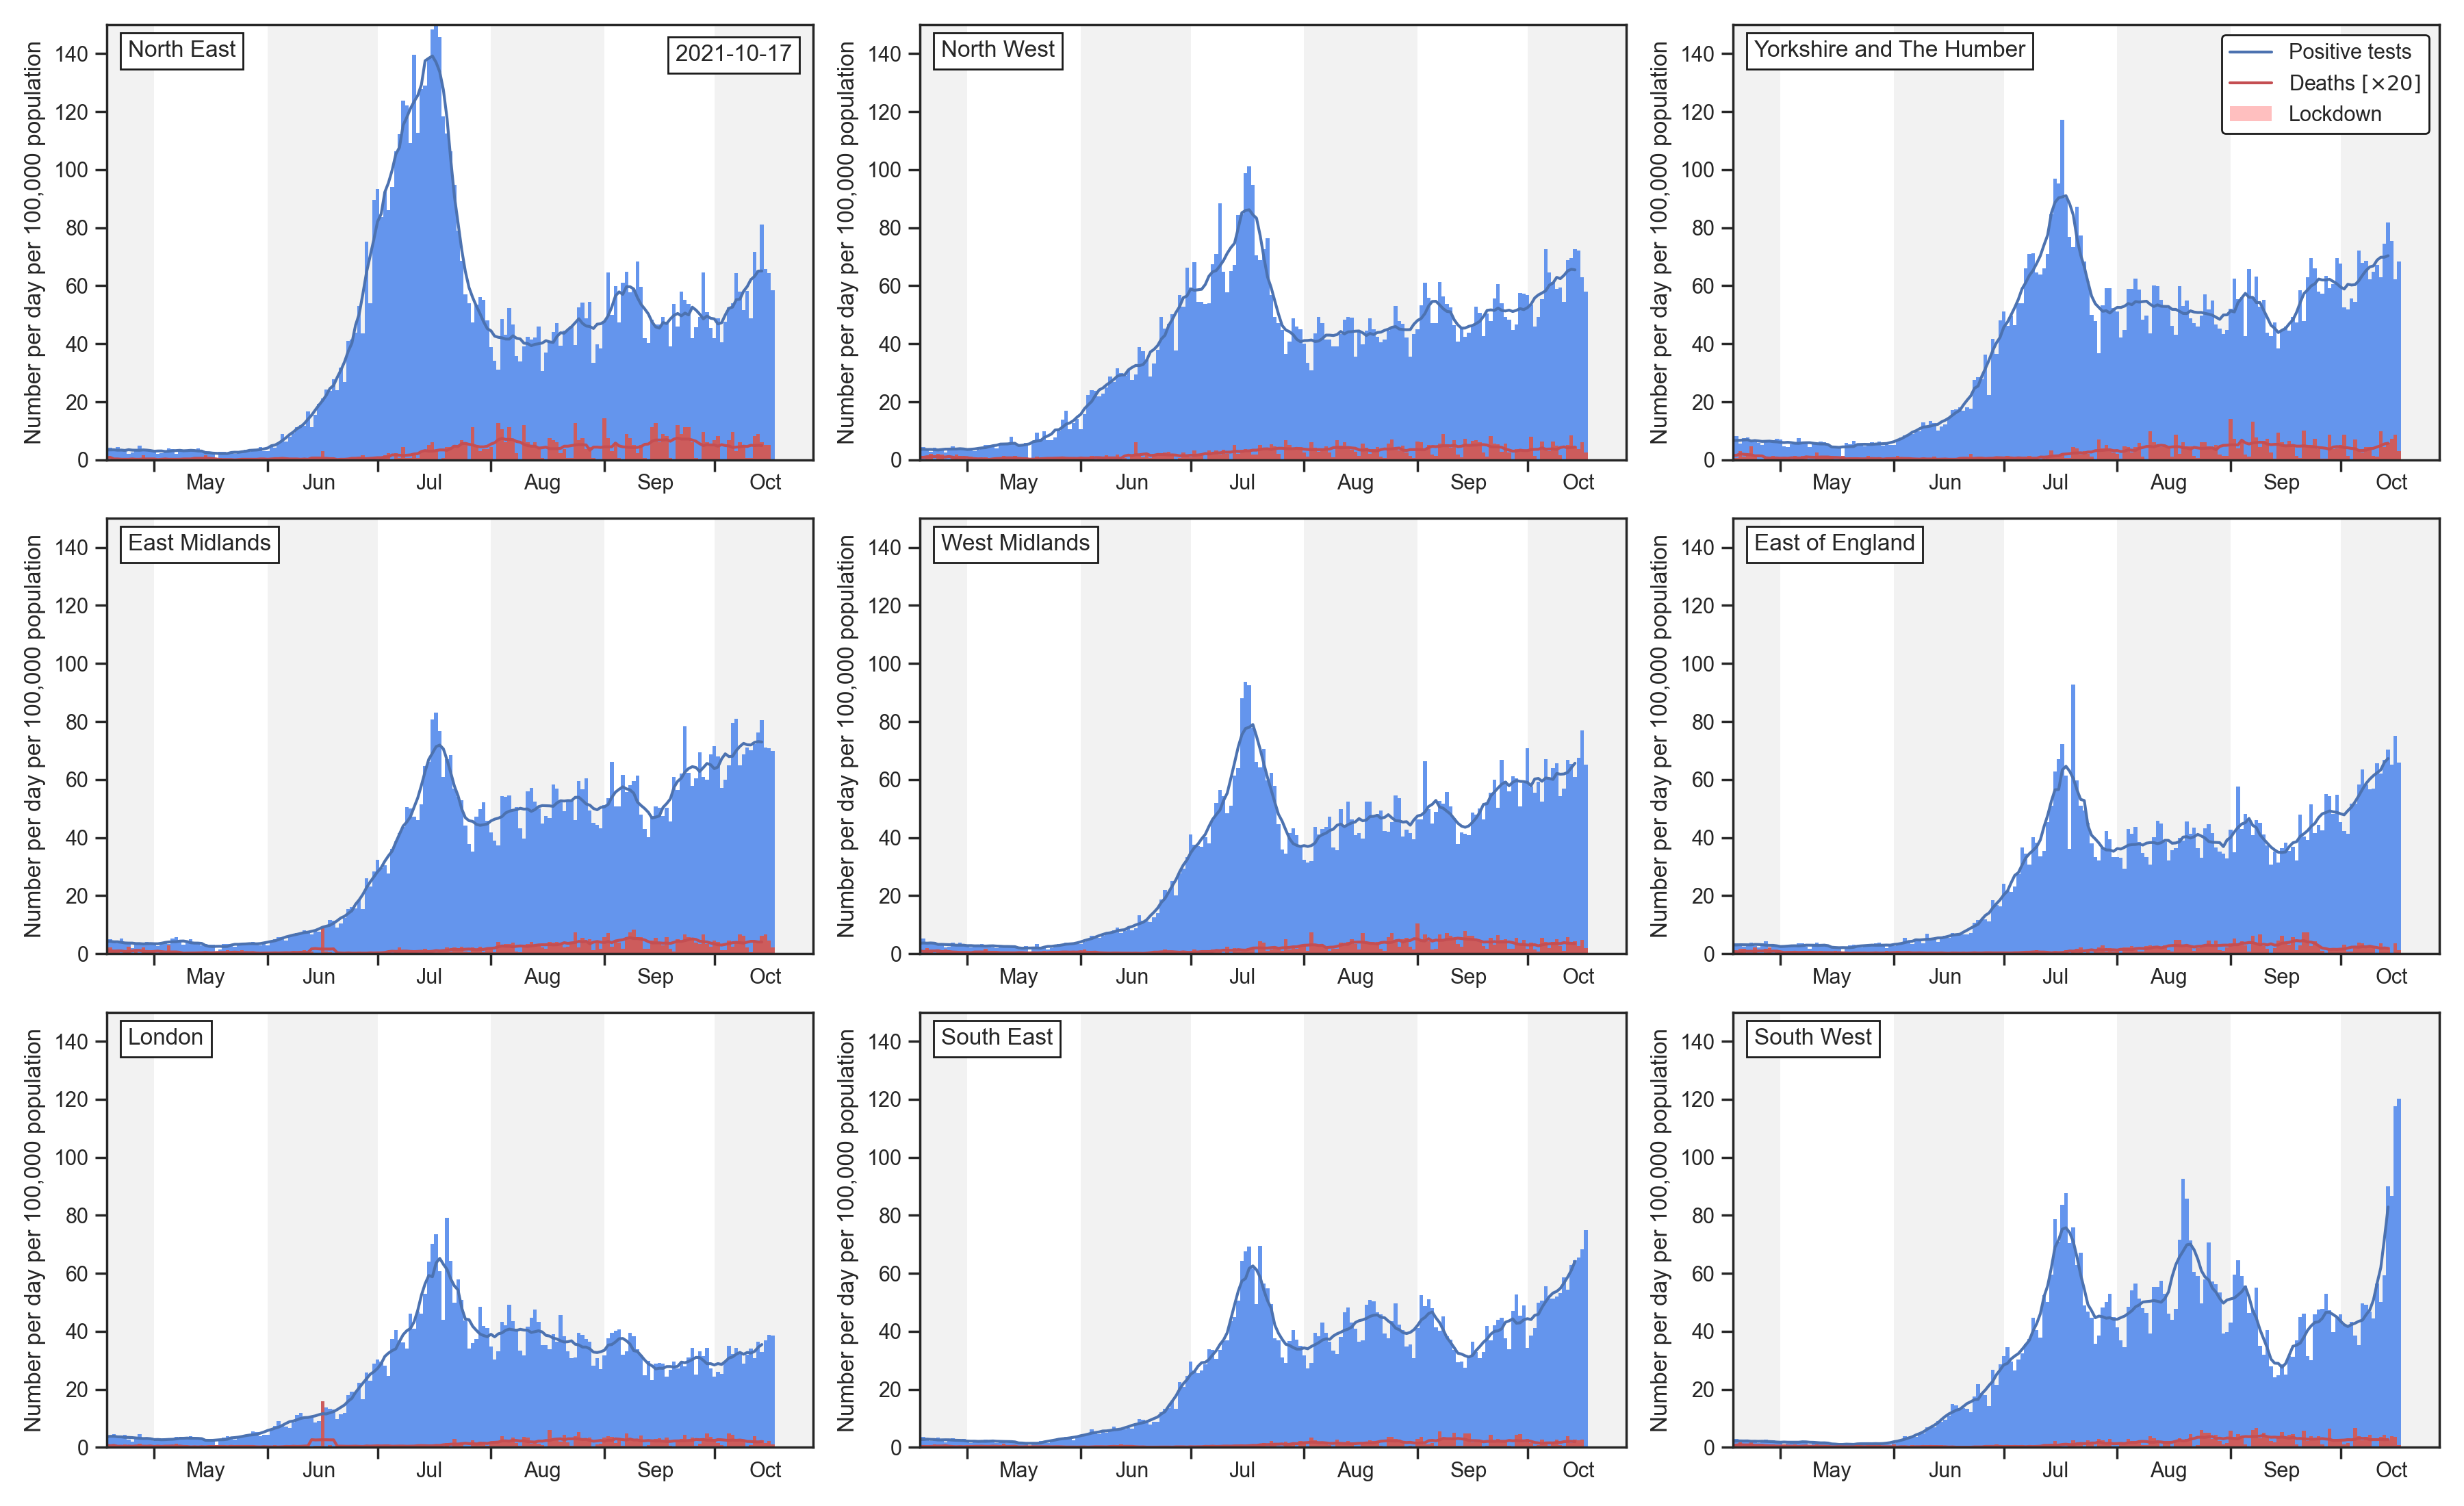 North East
2021-10-17
Number per day per 100,000 population
140
120
100
80
60
40
20
0
May Jun Jul Aug Sep Oct
North West
Number per day per 100,000 population
140
120
100
80
60
40
20
0
May Jun Jul Aug Sep Oct
Yorkshire and The Humber
Positive tests
Deaths [×20]
Lockdown
Number per day per 100,000 population
140
120
100
80
60
40
20
0
May Jun Jul Aug Sep Oct
East Midlands
Number per day per 100,000 population
140
120
100
80
60
40
20
0
May Jun Jul Aug Sep Oct
West Midlands
Number per day per 100,000 population
140
120
100
80
60
40
20
0
May Jun Jul Aug Sep Oct
East of England
Number per day per 100,000 population
140
120
100
80
60
40
20
0
May Jun Jul Aug Sep Oct
London
Number per day per 100,000 population
140
120
100
80
60
40
20
0
May Jun Jul Aug Sep Oct
South East
Number per day per 100,000 population
140
120
100
80
60
40
20
0
May Jun Jul Aug Sep Oct
South West
Number per day per 100,000 population
140
120
100
80
60
40
20
0
May Jun Jul Aug Sep Oct